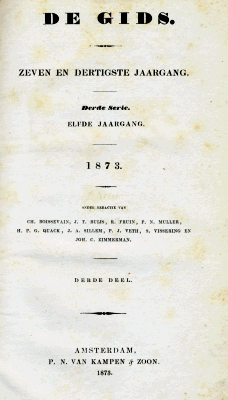 DE GIDS.
ZEVEN EN DERTIGSTE JAARGANG.
Derde Serie.
ELFDE JAARGANG.
1873.
ONDER REDACTIE VAN
CH. BOISSEVAIN, J. T. BUIJS, R. FRUIN, P. N. MULLER,
H. P. G. QUACK, J. A. SILLEM, P. J. VETH, S. VISSERING EN
JOH. C. ZIMMERMAN.
DERDE DEEL.
AMSTERDAM,
P. N. VAN KAMPEN & ZOON.
1873.